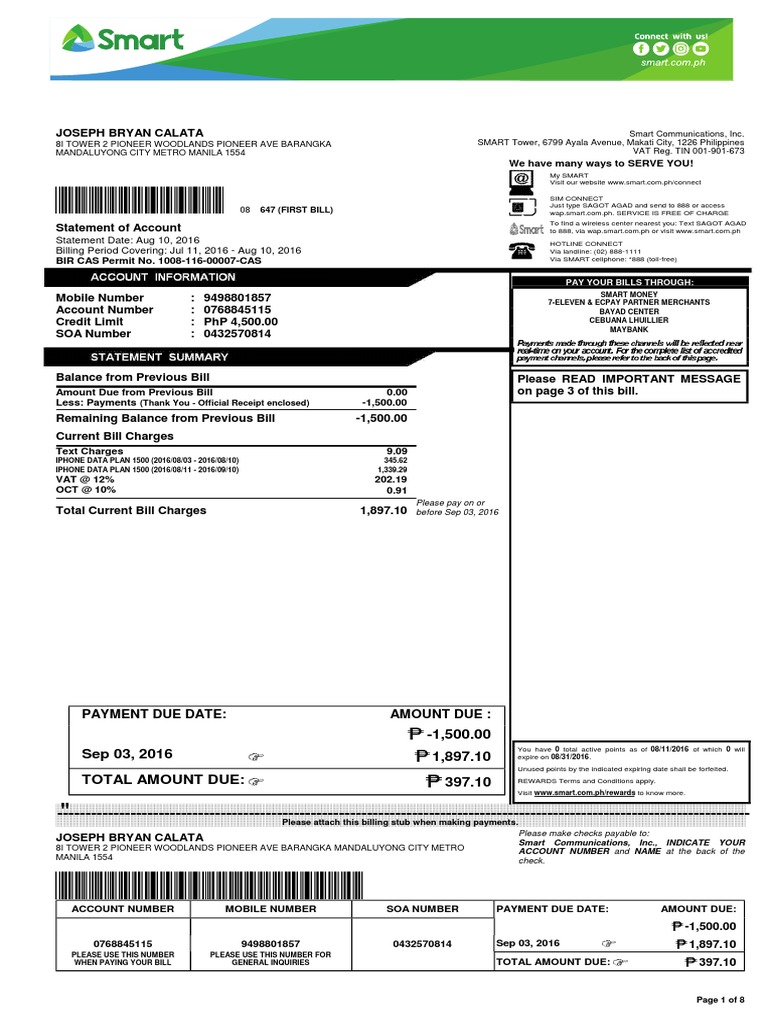 Smart
Connect with us!
smart.com.ph
JOSEPH BRYAN CALATA
8I TOWER 2 PIONEER WOODLANDS PIONEER AVE BARANGKA
MANDALUYONG CITY METRO MANILA 1554
Smart Communications, Inc.
SMART Tower, 6799 Ayala Avenue, Makati City, 1226 Philippines
VAT Reg. TIN 001-901-673
We have many ways to SERVE YOU!
My SMART
Visit our website www.smart.com.ph/connect
SIM CONNECT
Just type SAGOT AGAD and send to 888 or access
wap.smart.com.ph. SERVICE IS FREE OF CHARGE
Smart
To find a wireless center nearest you: Text SAGOT AGAD
to 888. via wap.smart.com.ph or visit www.smart.com.ph
HOTLINE CONNECT
Via landline: (02) 888-1111
Via SMART cellphone: *888 (toll-free)
08 647 (FIRST BILL)
Statement of Account
Statement Date: Aug 10, 2016
Billing Period Covering: Jul 11, 2016 - Aug 10, 2016
BIR CAS Permit No. 1008-116-00007-CAS
ACCOUNT INFORMATION
Mobile Number : 9498801857
Account Number : 0768845115
Credit Limit : PhP 4,500.00
SOA Number : 0432570814
PAY YOUR BILLS THROUGH:
SMART MONEY
7-ELEVEN & ECPAY PARTNER MERCHANTS
BAYAD CENTER
CEBUANA LHUILLIER
MAYBANK
Payments made through these channels will be reflected near
real-time on your account. For the complete list of accredited
payment channels, please refer to the back of this page.
Please READ IMPORTANT MESSAGE
on page 3 of this bill.
STATEMENT SUMMARY
Balance from Previous Bill
Amount Due from Previous Bill 0.00
Less: Payments (Thank You - Official Receipt enclosed) -1,500.00
Remaining Balance from Previous Bill -1,500.00
Current Bill Charges
Text Charges 9.09
IPHONE DATA PLAN 1500 (2016/08/03 - 2016/08/10) 345.62
IPHONE DATA PLAN 1500 (2016/08/11 - 2016/09/10) 1,339.29
VAT @ 12% 202.19
OCT @ 10% 0.91
Total Current Bill Charges 1,897.10
Please pay on or
before Sep 03, 2016
PAYMENT DUE DATE: AMOUNT DUE :
₱ -1,500.00
Sep 03, 2016 ☞ ₱ 1,897.10
TOTAL AMOUNT DUE: ☞ ₱ 397.10
You have 0 total active points as of 08/11/2016 of which 0 will
expire on 08/31/2016.
Unused points by the indicated expiring date shall be forfeited.
REWARDS Terms and Conditions apply.
Visit www.smart.com.ph/rewards to know more.
"
Please attach this billing stub when making payments.
JOSEPH BRYAN CALATA
8I TOWER 2 PIONEER WOODLANDS PIONEER AVE BARANGKA MANDALUYONG CITY METRO
MANILA 1554
Please make checks payable to:
Smart Communications, Inc., INDICATE YOUR
ACCOUNT NUMBER and NAME at the back of the
check.
ACCOUNT NUMBER MOBILE NUMBER SOA NUMBER PAYMENT DUE DATE: AMOUNT DUE:
₱ -1,500.00
0768845115 9498801857 0432570814 Sep 03, 2016 ☞ ₱ 1,897.10
PLEASE USE THIS NUMBER
WHEN PAYING YOUR BILL
PLEASE USE THIS NUMBER FOR
GENERAL INQUIRIES
TOTAL AMOUNT DUE: ☞ ₱ 397.10
Page 1 of 8